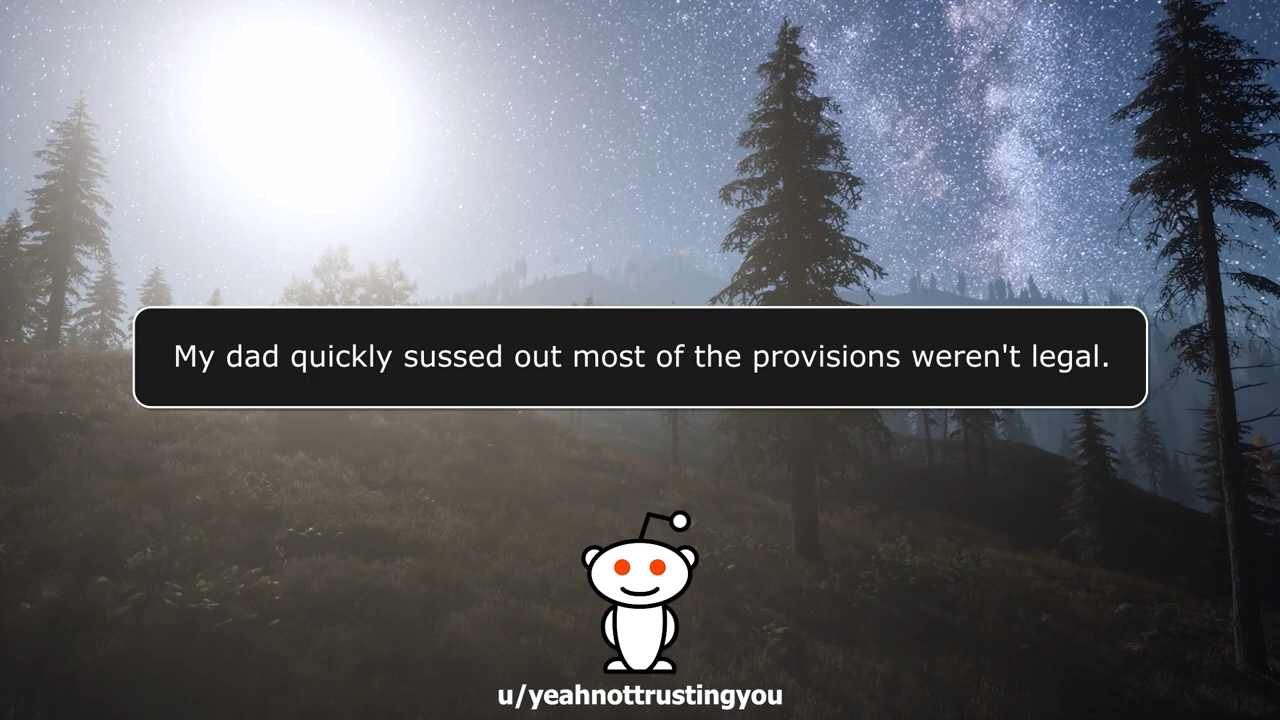 My dad quickly sussed out most of the provisions weren't legal.
u/yeahnottrustingyou